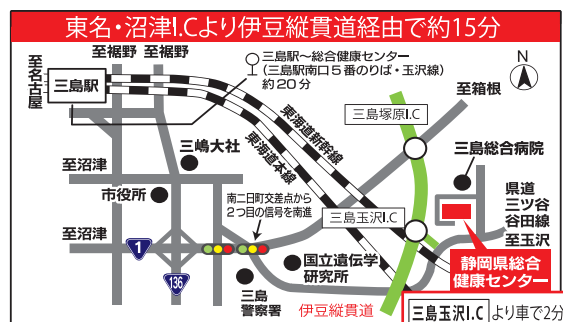 東名・沼津I.Cより伊豆縦貫道経由で約15分
至裾野
至裾野
三島駅〜総合健康センター
(三島駅南口5番のりば・玉沢線)
約20分
N
至名古屋
三島駅
至箱根
三島塚原I.C
東海道新幹線
東海道本線
三嶋大社
三島総合病院
至沼津
市役所
南二日町交差点から
2つ目の信号を南進
三島玉沢I.C
県道
三ツ谷
谷田線
至玉沢
至沼津
1
136
国立遺伝学
研究所
静岡県総合
健康センター
三島
警察署
伊豆縦貫道
三島玉沢I.Cより車で2分